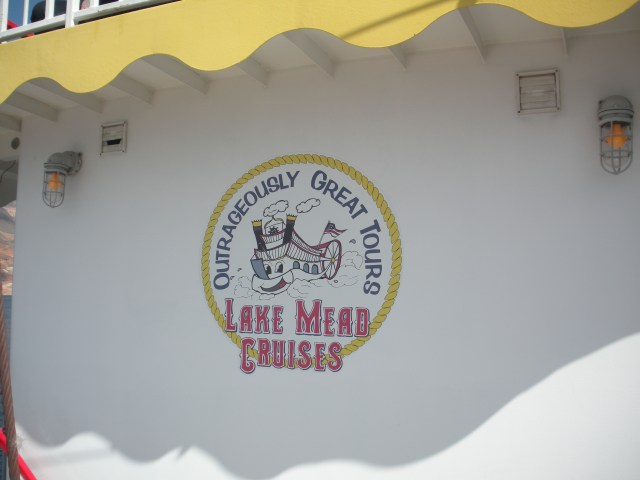 Outrageously Great Tours
Lake Mead
Cruises